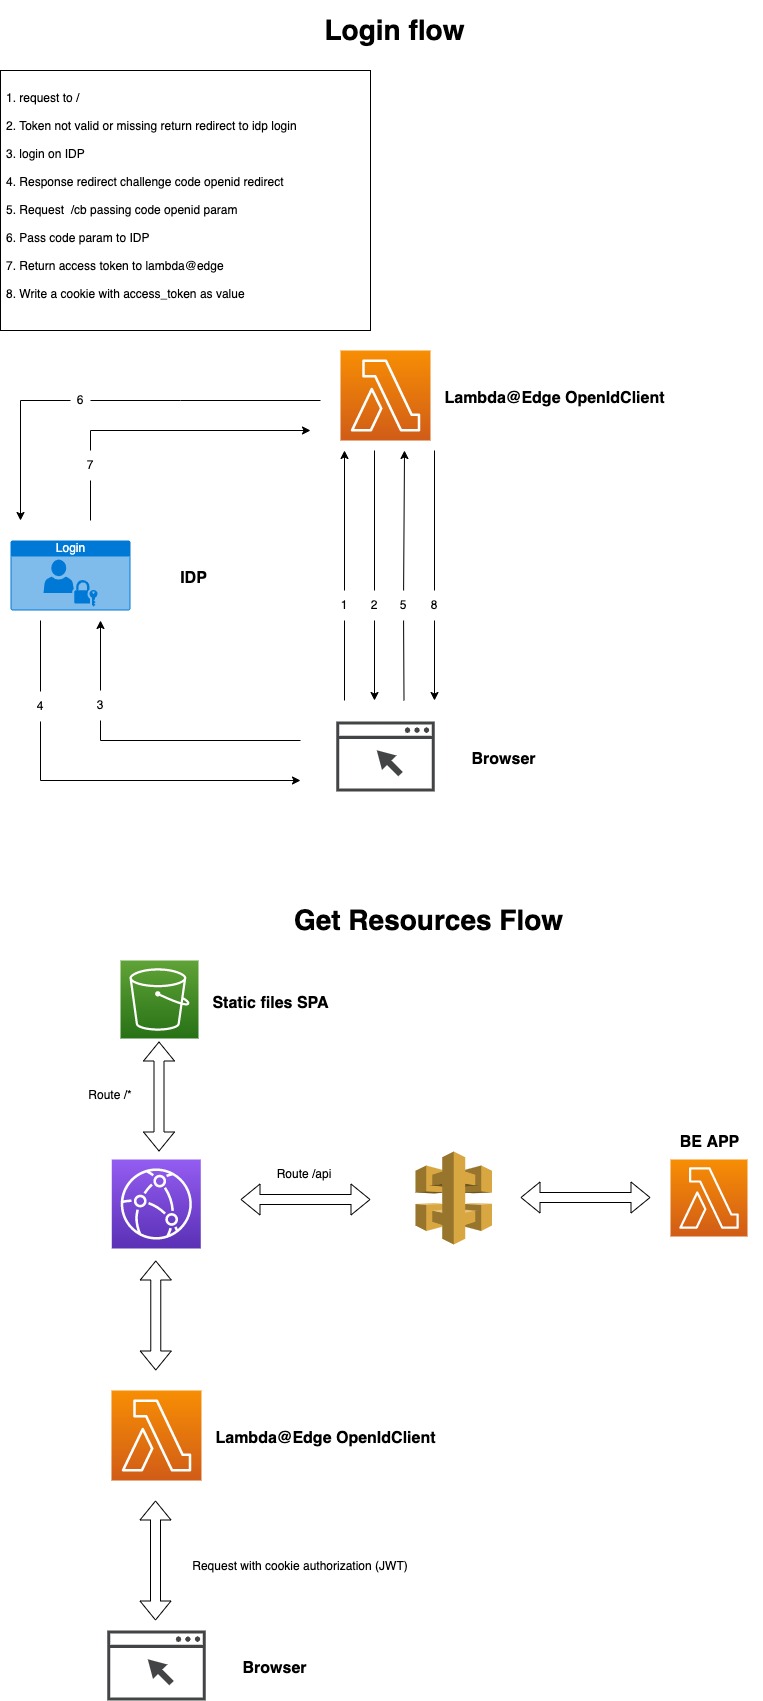 Login flow
1. request to /
2. Token not valid or missing return redirect to idp login
3. login on IDP
4. Response redirect challenge code openid redirect
5. Request  /cb passing code openid param
6. Pass code param to IDP
7. Return access token to lambda@edge
8. Write a cookie with access_token as value
Lambda@Edge OpenIdClient
6
7
Login
IDP
1
2
5
8
4
3
Browser
Get Resources Flow
Static files SPA
Route /*
BE APP
Route /api
Lambda@Edge OpenIdClient
Request with cookie authorization (JWT)
Browser